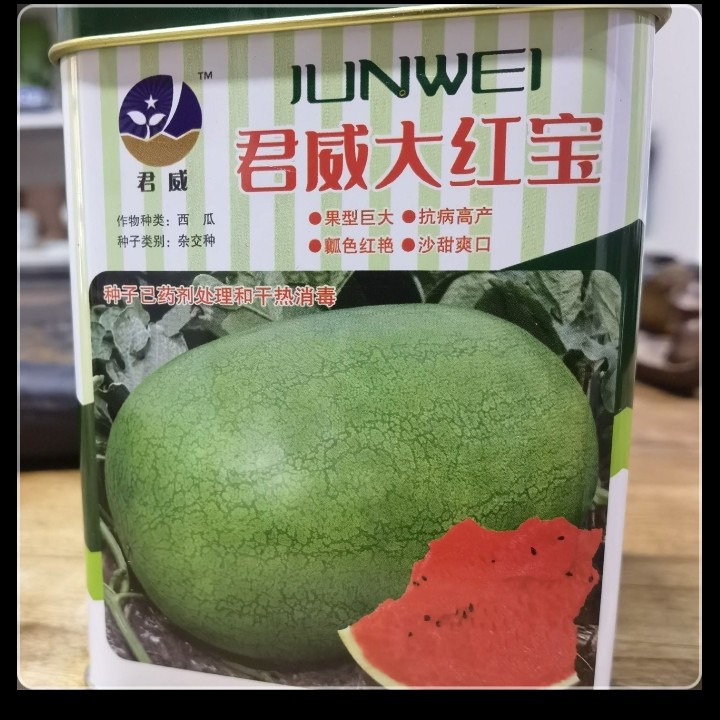 TM
JUNWEI
君威
君威大红宝
作物种类：西 瓜
种子类别：杂交种
●果型巨大 ●抗病高产
●瓤色红艳 ●沙甜爽口
种子已药剂处理和干热消毒